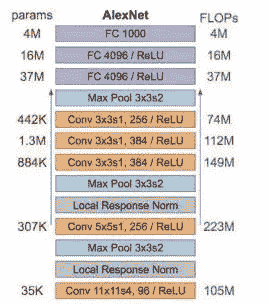 params AlexNet FLOPs
4M FC 1000 4M
16M FC 4096 / ReLU 16M
37M FC 4096 / ReLU 37M
Max Pool 3x3s2
442K Conv 3x3s1, 256 / ReLU 74M
1.3M Conv 3x3s1, 384 / ReLU 112M
884K Conv 3x3s1, 384 / ReLU 149M
Max Pool 3x3s2
Local Response Norm
307K Conv 5x5s1, 256 / ReLU 223M
Max Pool 3x3s2
Local Response Norm
35K Conv 11x11s4, 96 / ReLU 105M